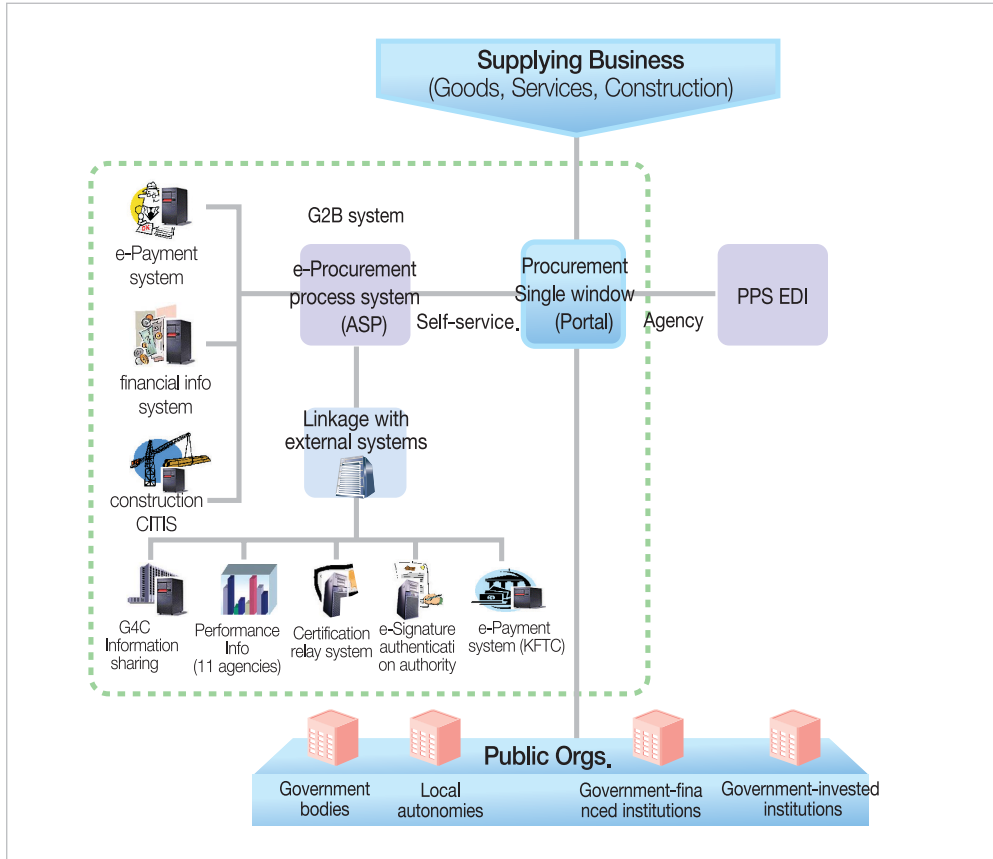 Supplying Business
(Goods, Services, Construction)
G2B system
e-Payment
system
financial info
system
construction
CITIS
e-Procurement
process system
(ASP)
Self-service.
Procurement
Single window
(Portal)
Agency
PPS EDI
Linkage with
external systems
G4C
Information
sharing
Performance
Info
(11 agencies)
Certification
relay system
e-Signature
authenticati
on authority
e-Payment
system (KFTC)
Public Orgs.
Government
bodies
Local
autonomies
Government-fina
nced institutions
Government-invested
institutions